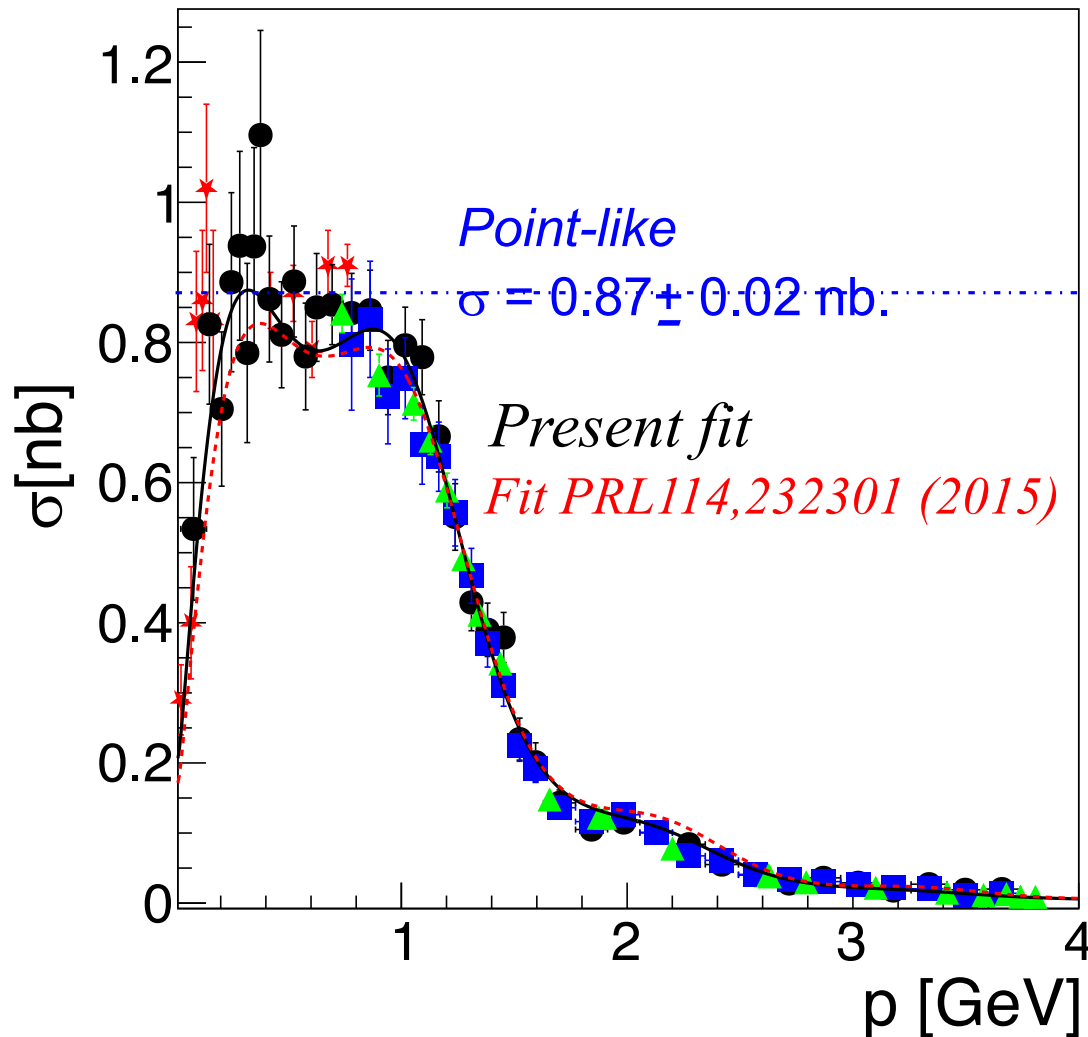 σ[nb]
1.2
1
0.8
0.6
0.4
0.2
0
Point-like
σ = 0.87± 0.02 nb.
Present fit
Fit PRL114,232301 (2015)
1 2 3 4
p [GeV]